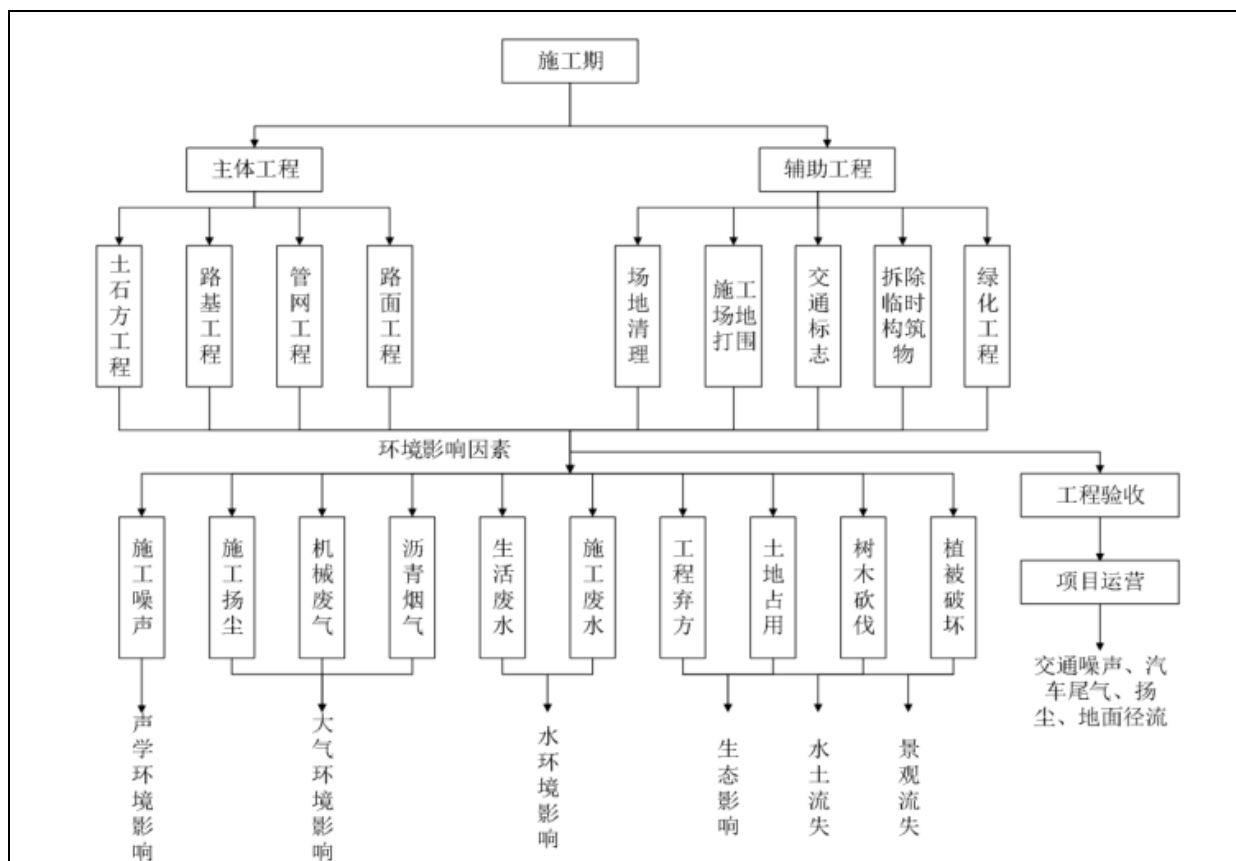 施工期
主体工程
辅助工程
土石方工程
路基工程
管网工程
路面工程
场地清理
施工
场地
打围
交通标志
拆除
临时
构筑
物
绿化工程
环境影响因素
工程验收
施工噪声
施工扬尘
机械废气
沥青烟气
生活废水
施工废水
工程弃方
土地占用
树木砍伐
植被破坏
项目运营
交通噪声、汽
车尾气、扬
尘、地面径流
声学环境影响
大气环境影响
水环境影响
生态影响
水土流失
景观流失